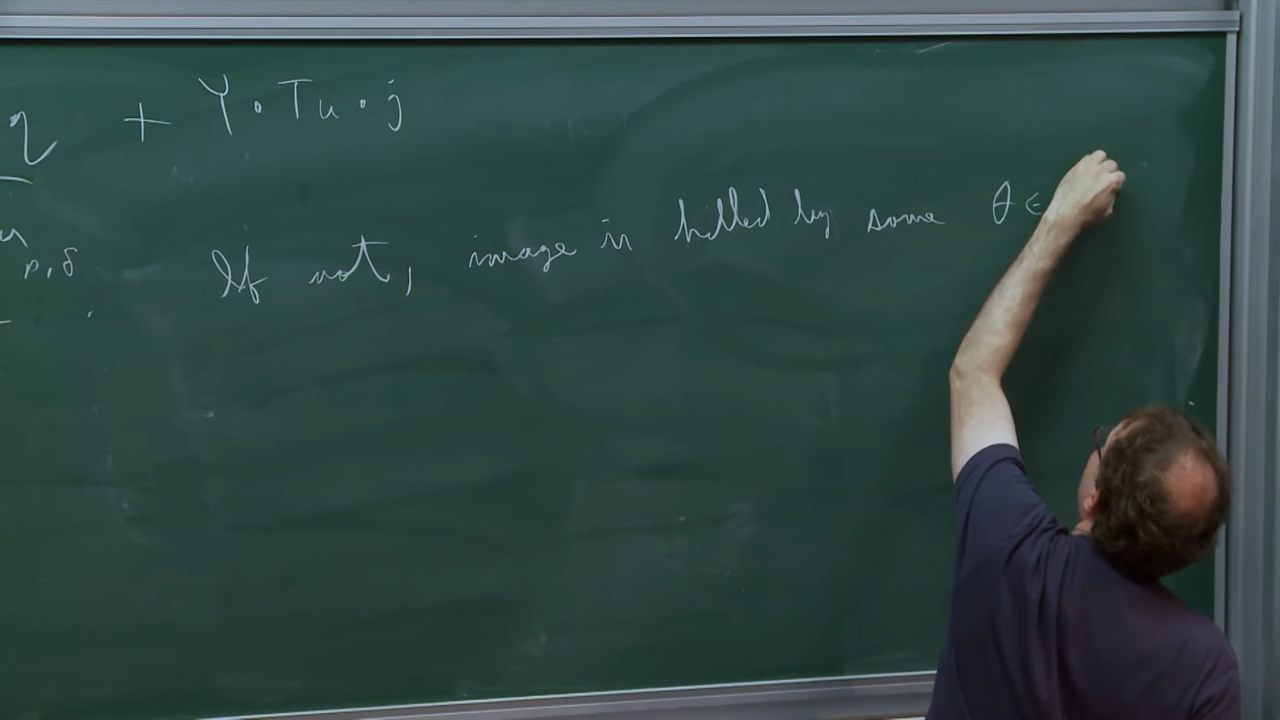 η + Y∘Tu∘j
p,δ
If not, image is killed by some θ ∈